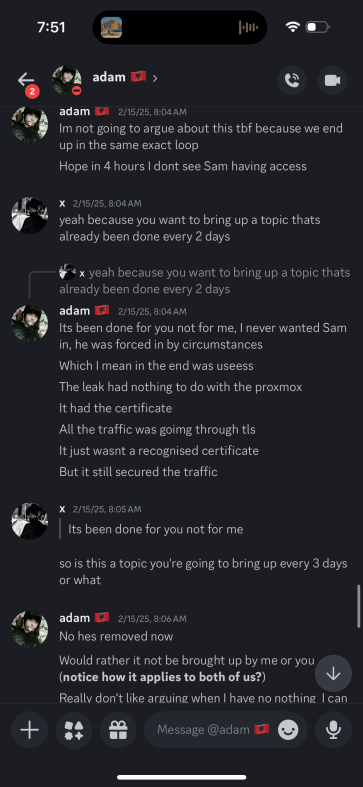 7:51
2
adam 🇦🇱 ›
adam 🇦🇱 2/15/25, 8:04 AM
Im not going to argue about this tbf because we end
up in the same exact loop
Hope in 4 hours I dont see Sam having access
x 2/15/25, 8:04 AM
yeah because you want to bring up a topic thats
already been done every 2 days
x yeah because you want to bring up a topic thats
already been done every 2 days
adam 🇦🇱 2/15/25, 8:04 AM
Its been done for you not for me, I never wanted Sam
in, he was forced in by circumstances
Which I mean in the end was useess
The leak had nothing to do with the proxmox
It had the certificate
All the traffic was goimg through tls
It just wasnt a recognised certificate
But it still secured the traffic
x 2/15/25, 8:05 AM
Its been done for you not for me
so is this a topic you're going to bring up every 3 days
or what
adam 🇦🇱 2/15/25, 8:06 AM
No hes removed now
Would rather it not be brought up by me or you
(notice how it applies to both of us?)
Really don't like arguing when I have no nothing I can
Message @adam 🇦🇱